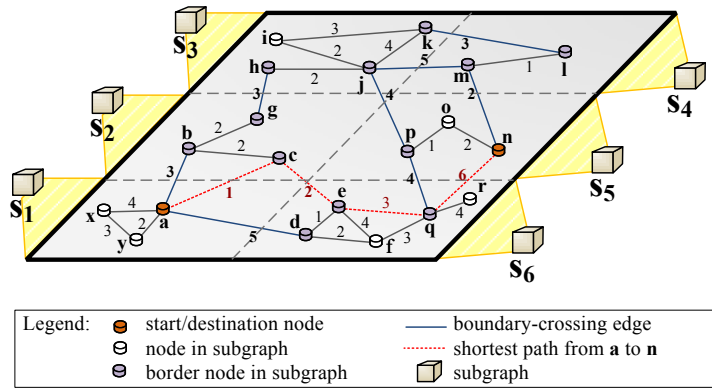 i
3
k
s3
4
3
h
2
5
m
1
l
2
j
3
4
2
s4
s2
g
o
b
2
p
1
2
n
2
c
3
4
6
r
s1
1
2
e
s5
x
4
a
3
4
3
2
d
1
4
q
y
5
2
f
3
s6
Legend:
start/destination node
boundary-crossing edge
node in subgraph
shortest path from a to n
border node in subgraph
subgraph